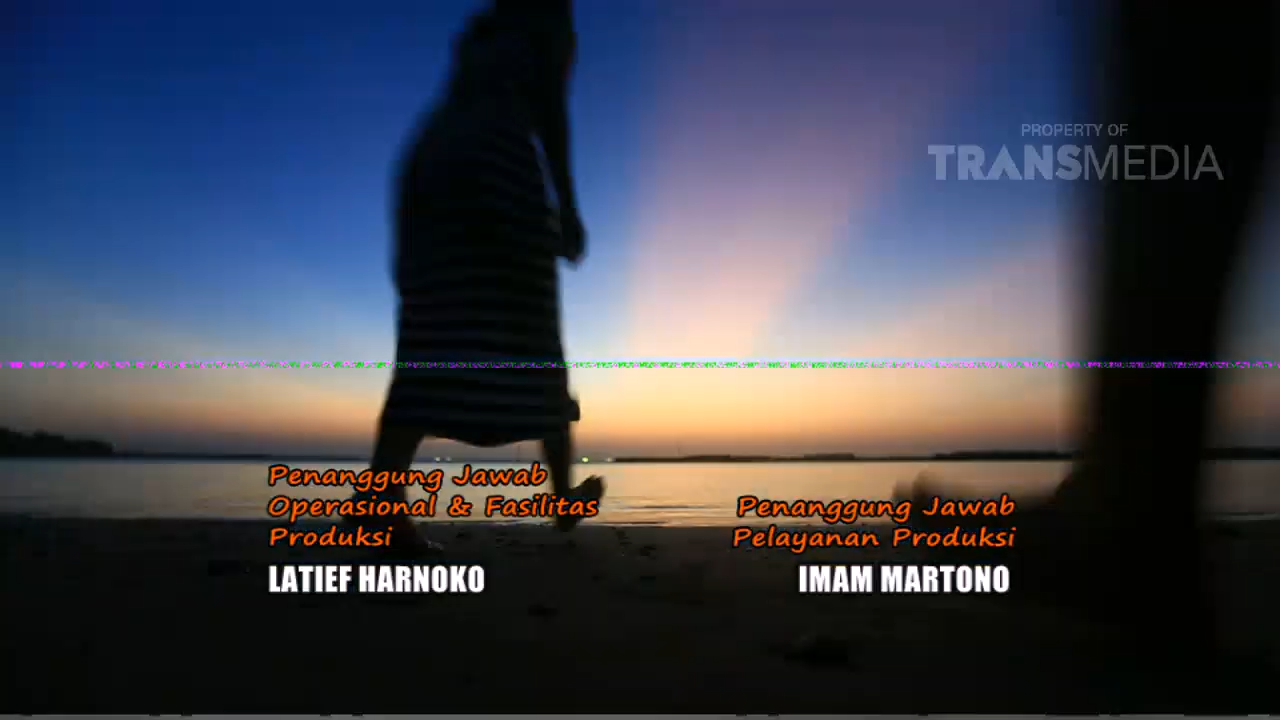 PROPERTY OF
TRANSMEDIA
Penanggung Jawab
Operasional & Fasilitas
Produksi
LATIEF HARNOKO
Penanggung Jawab
Pelayanan Produksi
IMAM MARTONO